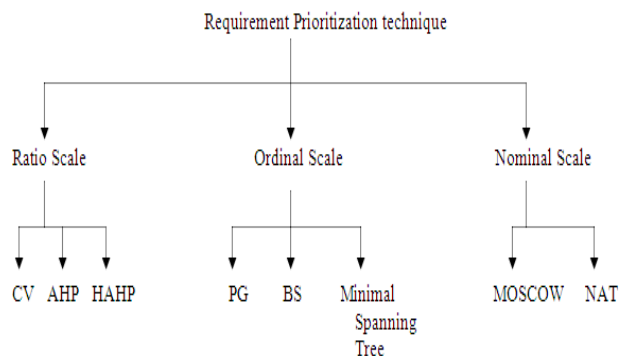 Requirement Prioritization technique
Ratio Scale
Ordinal Scale
Nominal Scale
CV
AHP
HAHP
PG
BS
Minimal
Spanning
Tree
MOSCOW
NAT